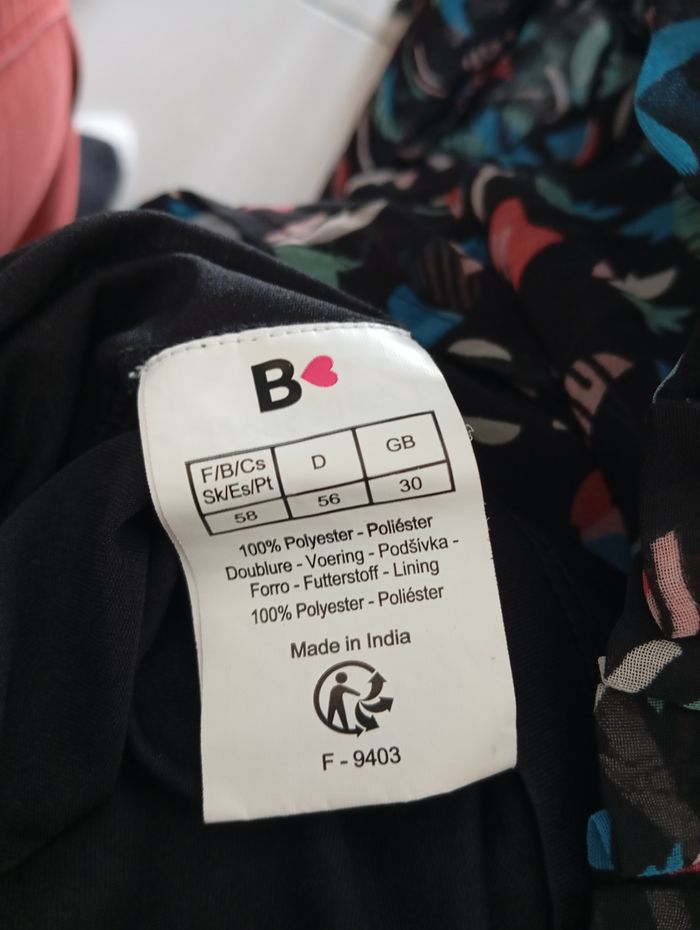 B
F/B/Cs
Sk/Es/Pt
D
GB
58
56
30
100% Polyester - Poliéster
Doublure - Voering - Podšívka -
Forro - Futterstoff - Lining
100% Polyester - Poliéster
Made in India
F - 9403